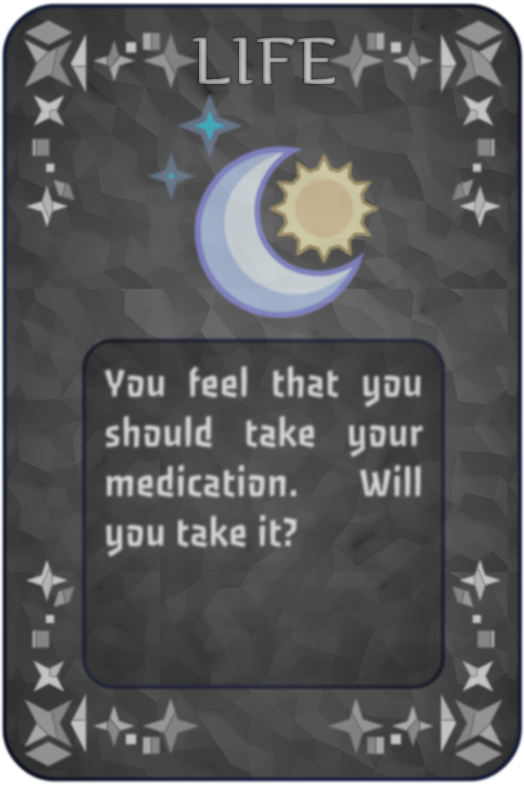 LIFE
You feel that you
should take your
medication. Will
you take it?